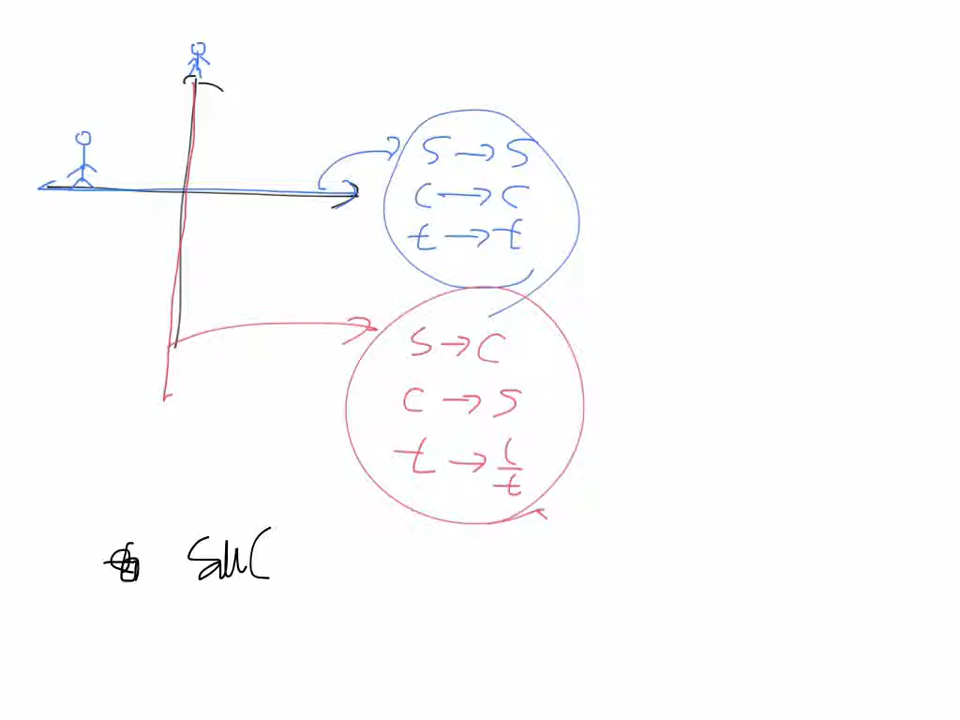 S → S
C → C
t → t
S → C
C → S
t → 1/t